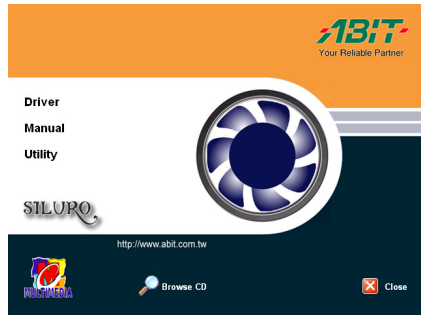 ABIT
Your Reliable Partner
Driver
Manual
Utility
SILURO
http://www.abit.com.tw
MULTIMEDIA
Browse CD
Close